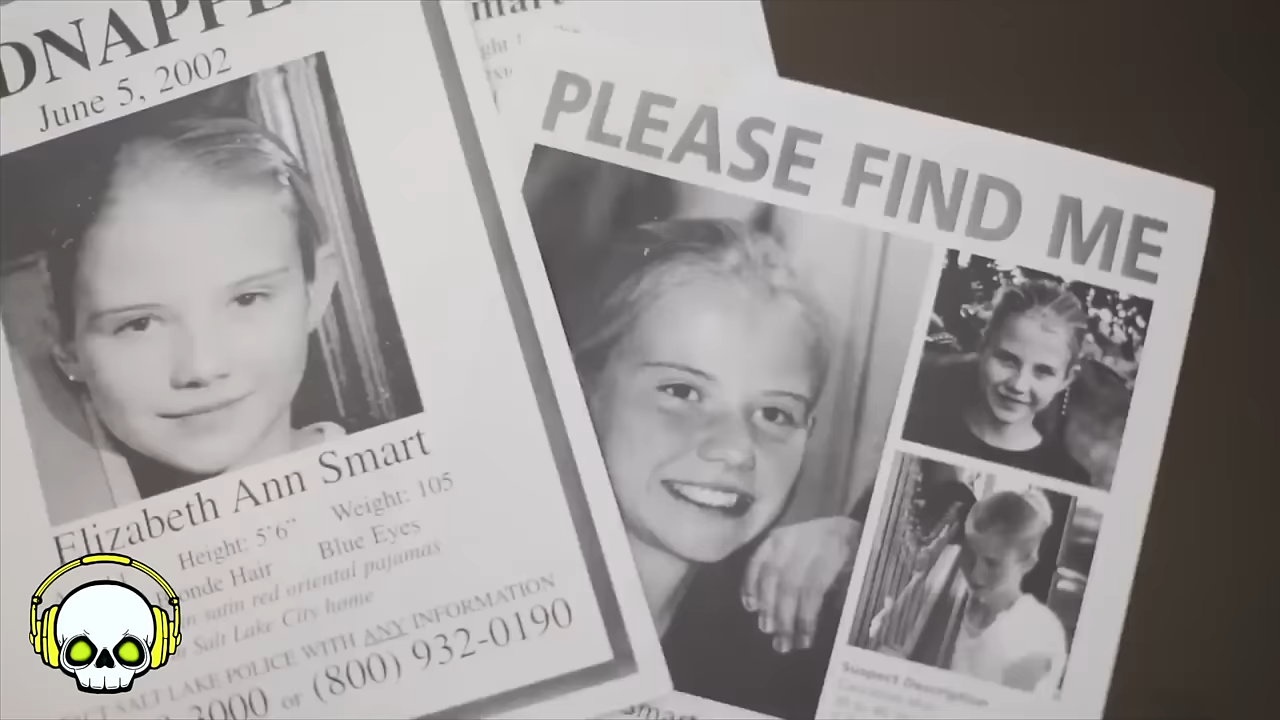 DNAPPE
June 5, 2002
Elizabeth Ann Smart
Height: 5'6" Weight: 105
Blonde Hair Blue Eyes
satin red oriental pajamas
Salt Lake City home
SALT LAKE POLICE WITH ANY INFORMATION
3000 or (800) 932-0190
mart
PLEASE FIND ME
Suspect Description
Smart